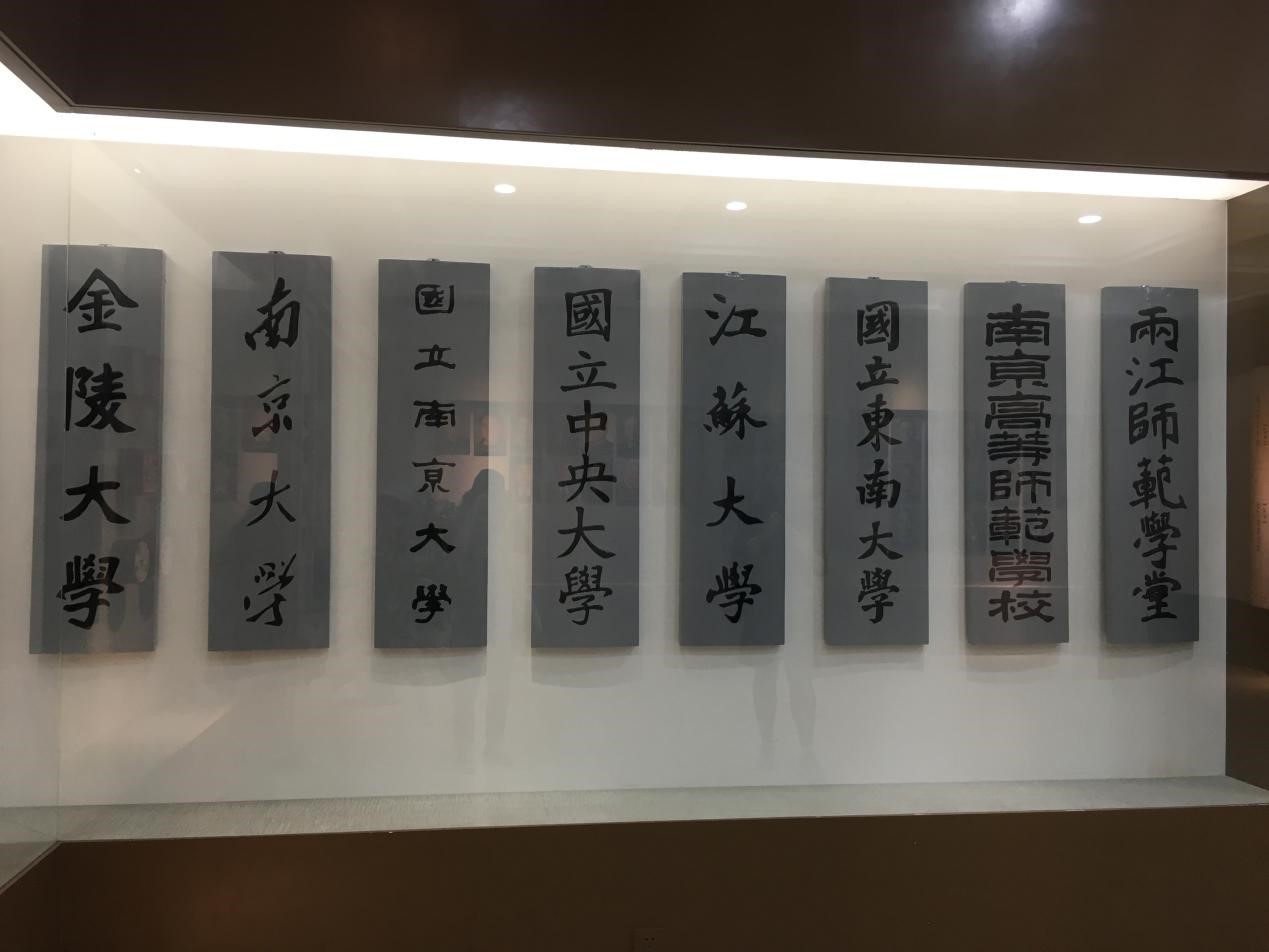 兩江師範學堂
南京高等師範學校
國立東南大學
江蘇大學
國立中央大學
國立南京大學
南京大学
金陵大學